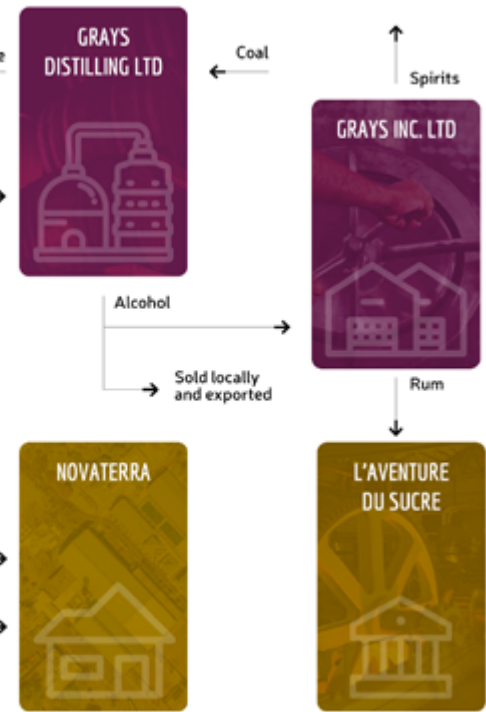 GRAYS
DISTILLING LTD
Coal
Spirits
GRAYS INC. LTD
Alcohol
Sold locally
and exported
Rum
NOVATERRA
L'AVENTURE
DU SUCRE